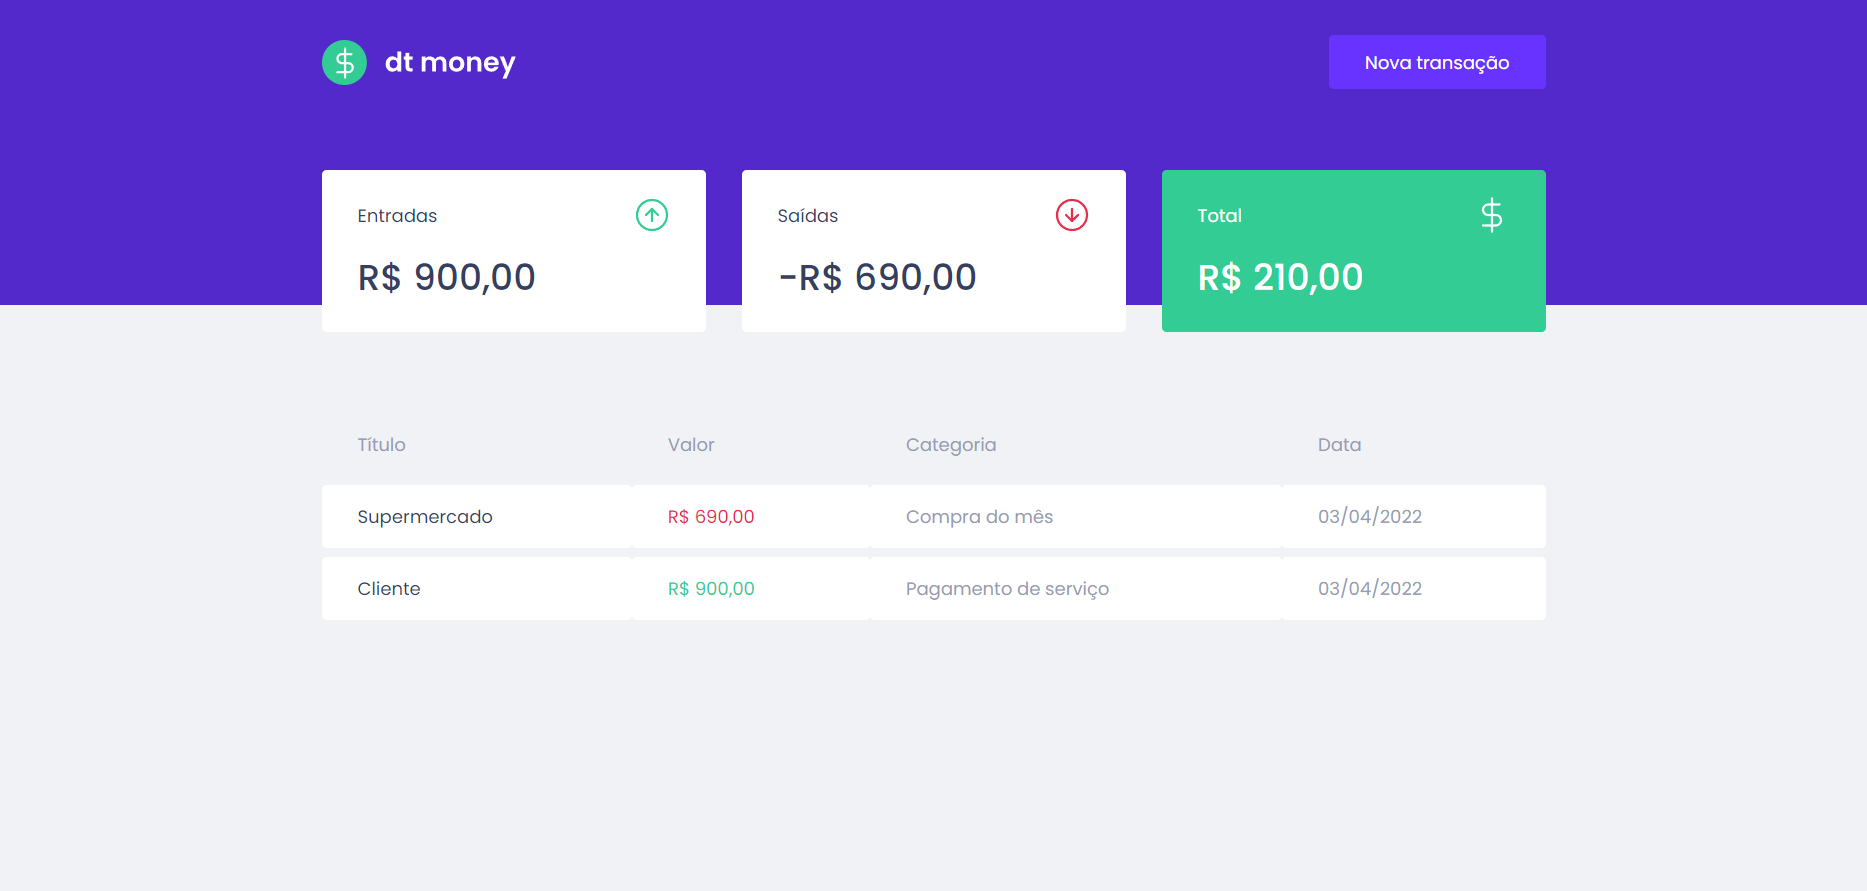 dt money
Nova transação
Entradas
Saídas
Total
R$ 900,00
-R$ 690,00
R$ 210,00
Título Valor Categoria Data
Supermercado R$ 690,00 Compra do mês 03/04/2022
Cliente R$ 900,00 Pagamento de serviço 03/04/2022